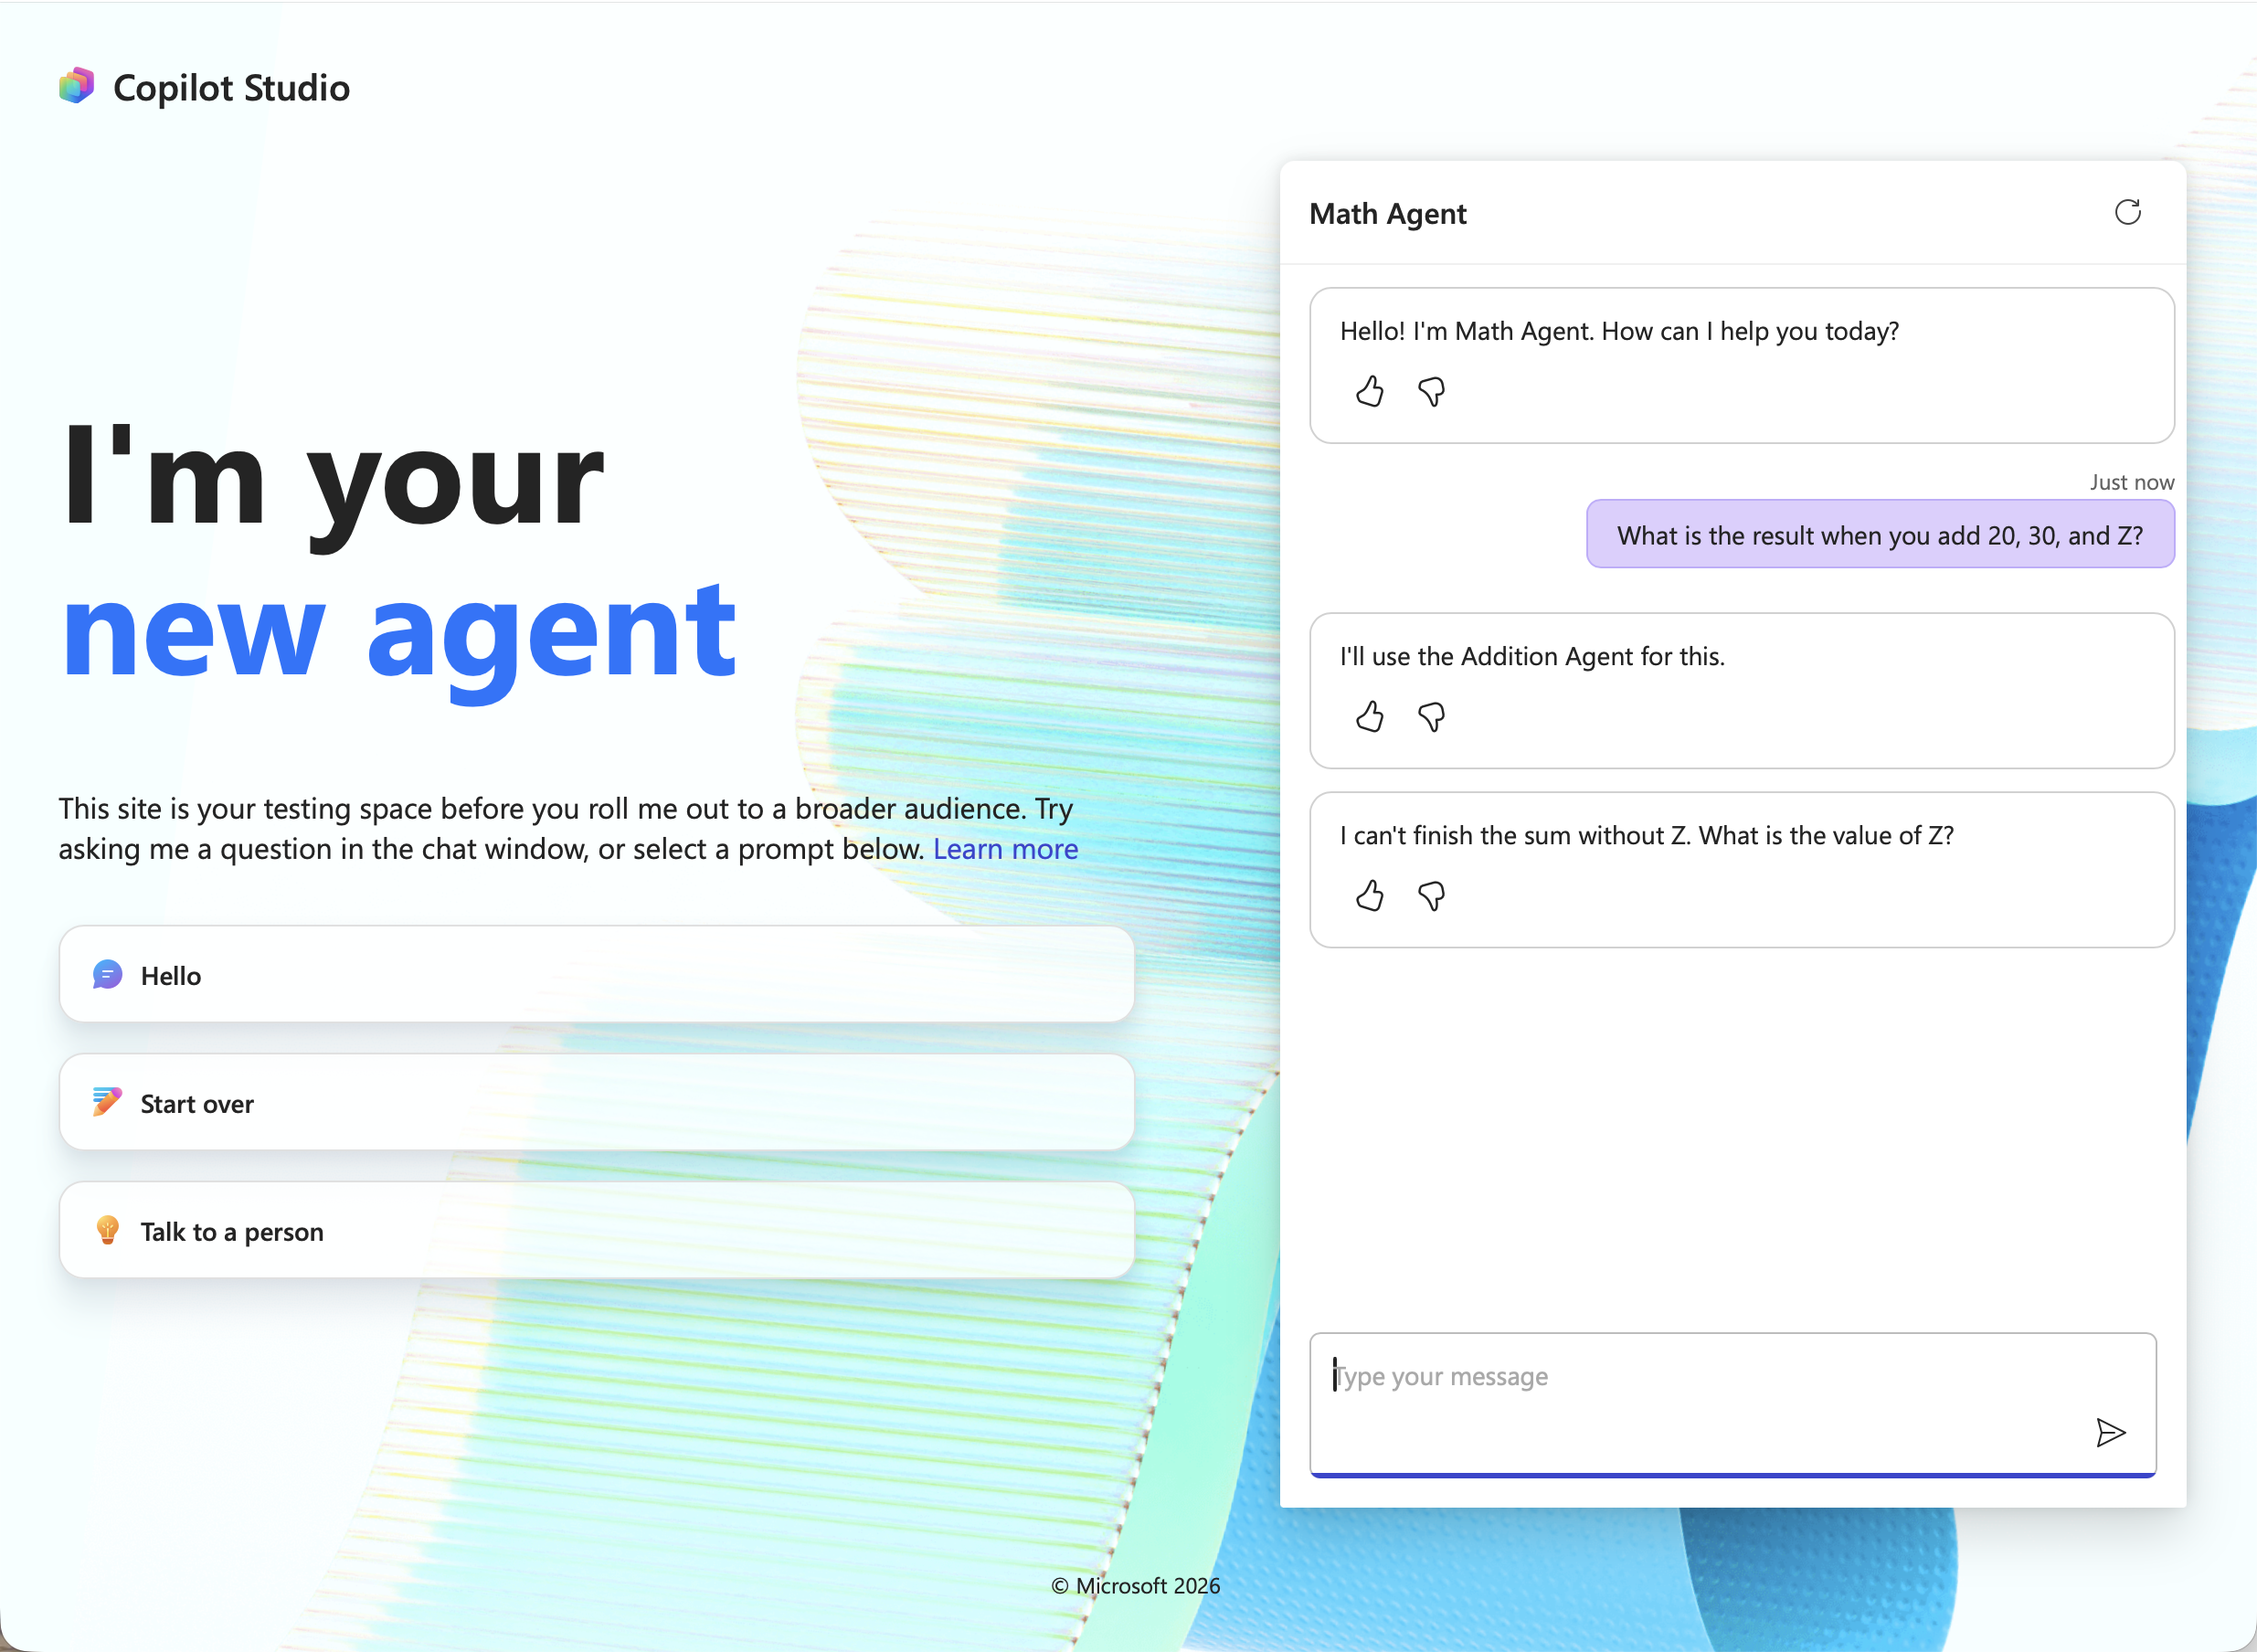 Copilot Studio
I'm your
new agent
This site is your testing space before you roll me out to a broader audience. Try
asking me a question in the chat window, or select a prompt below. Learn more
Hello
Start over
Talk to a person
Math Agent
Hello! I'm Math Agent. How can I help you today?
Just now
What is the result when you add 20, 30, and Z?
I'll use the Addition Agent for this.
I can't finish the sum without Z. What is the value of Z?
Type your message
© Microsoft 2026